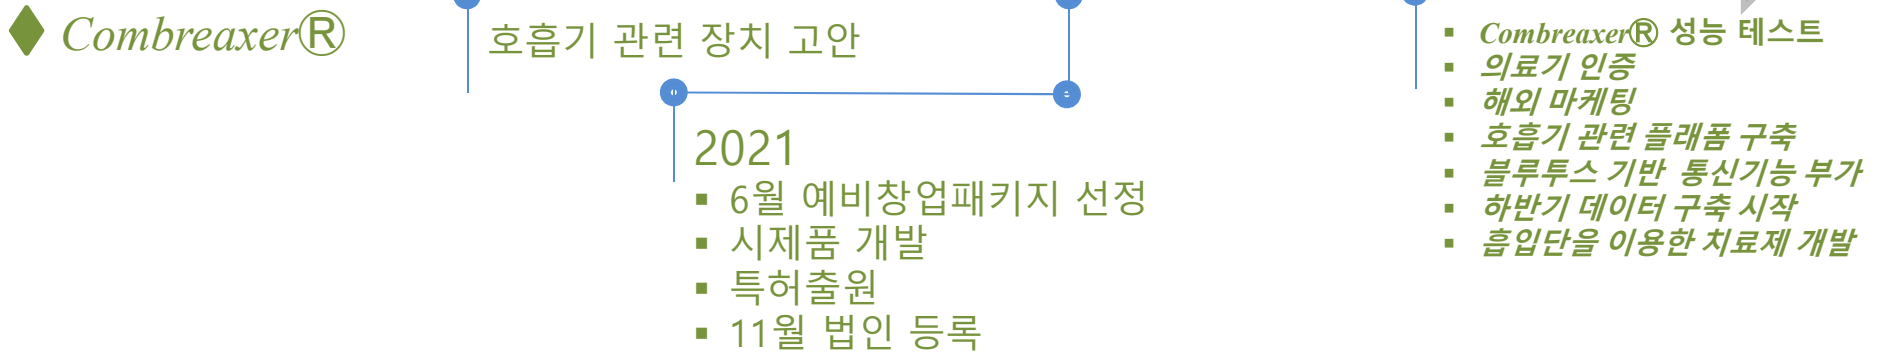 Combreaxer®
호흡기 관련 장치 고안
2021
▪ 6월 예비창업패키지 선정
▪ 시제품 개발
▪ 특허출원
▪ 11월 법인 등록
▪ Combreaxer® 성능 테스트
▪ 의료기 인증
▪ 해외 마케팅
▪ 호흡기 관련 플래폼 구축
▪ 블루투스 기반 통신기능 부가
▪ 하반기 데이터 구축 시작
▪ 흡입단을 이용한 치료제 개발